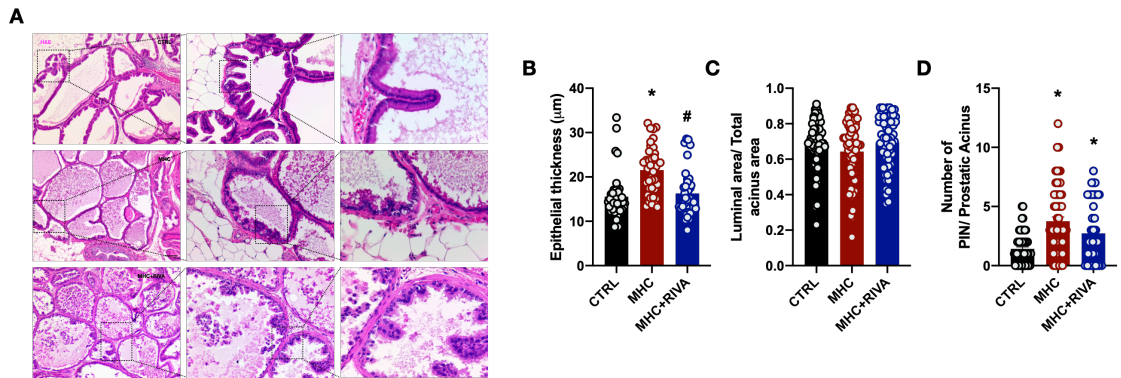 A
H&E
CTRL
MHC
MHC+RIVA
B
Epithelial thickness (μm)
40
30
20
10
0
*
#
CTRL
MHC
MHC+RIVA
C
Luminal area/ Total
acinus area
1.0
0.8
0.6
0.4
0.2
0.0
CTRL
MHC
MHC+RIVA
D
Number of
PIN/ Prostatic Acinus
15
10
5
0
*
*
CTRL
MHC
MHC+RIVA